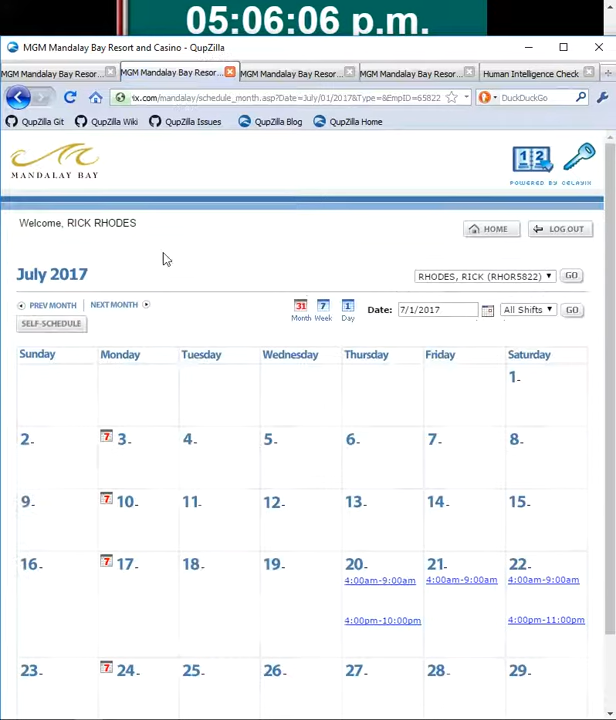 05:06:06 p.m.
MGM Mandalay Bay Resort and Casino - QupZilla
MGM Mandalay Bay Resor... MGM Mandalay Bay Resor... MGM Mandalay Bay Resor... MGM Mandalay Bay Resor... Human Intelligence Check
ix.com/mandalay/schedule_month.asp?Date=July/01/2017&Type=&EmpID=65822 DuckDuckGo
QupZilla Git QupZilla Wiki QupZilla Issues QupZilla Blog QupZilla Home
MANDALAY BAY
1 2
POWERED BY CELAYIX
Welcome, RICK RHODES
HOME LOG OUT
July 2017
RHODES, RICK (RHOR5822) GO
PREV MONTH NEXT MONTH
31 7 1
Month Week Day
Date: 7/1/2017 All Shifts GO
SELF-SCHEDULE
Sunday Monday Tuesday Wednesday Thursday Friday Saturday
1-
2- 7 3- 4- 5- 6- 7- 8-
9- 7 10- 11- 12- 13- 14- 15-
16- 7 17- 18- 19- 20- 21- 22-
4:00am-9:00am 4:00am-9:00am 4:00am-9:00am
4:00pm-10:00pm 4:00pm-11:00pm
23- 7 24- 25- 26- 27- 28- 29-